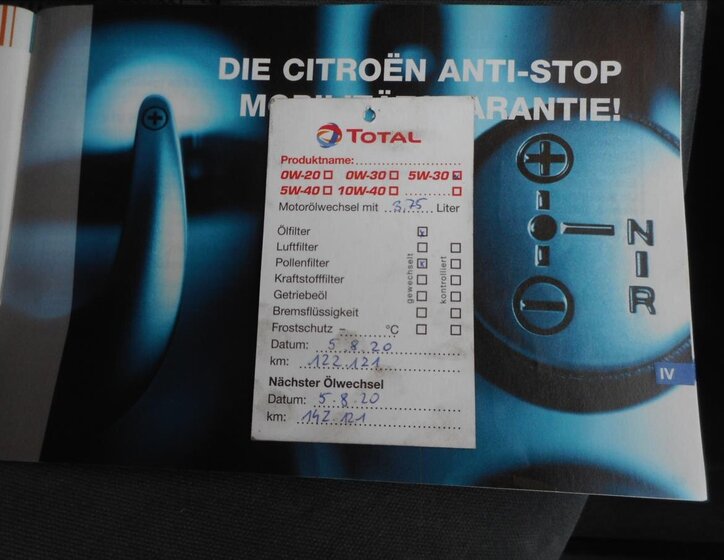 DIE CITROËN ANTI-STOP
MOBILITÄ ARANTIE!
TOTAL
Produktname:
0W-20 0W-30 5W-30
5W-40 10W-40
Motorölwechsel mit 3,75 Liter
Ölfilter
Luftfilter
Pollenfilter
Kraftstofffilter
Getriebeöl
Bremsflüssigkeit
Frostschutz – °C
gewechselt
kontrolliert
Datum: 5.8.20
km: 122.121
Nächster Ölwechsel
Datum: 5.8.20
km: 142.121
N
I
R
IV